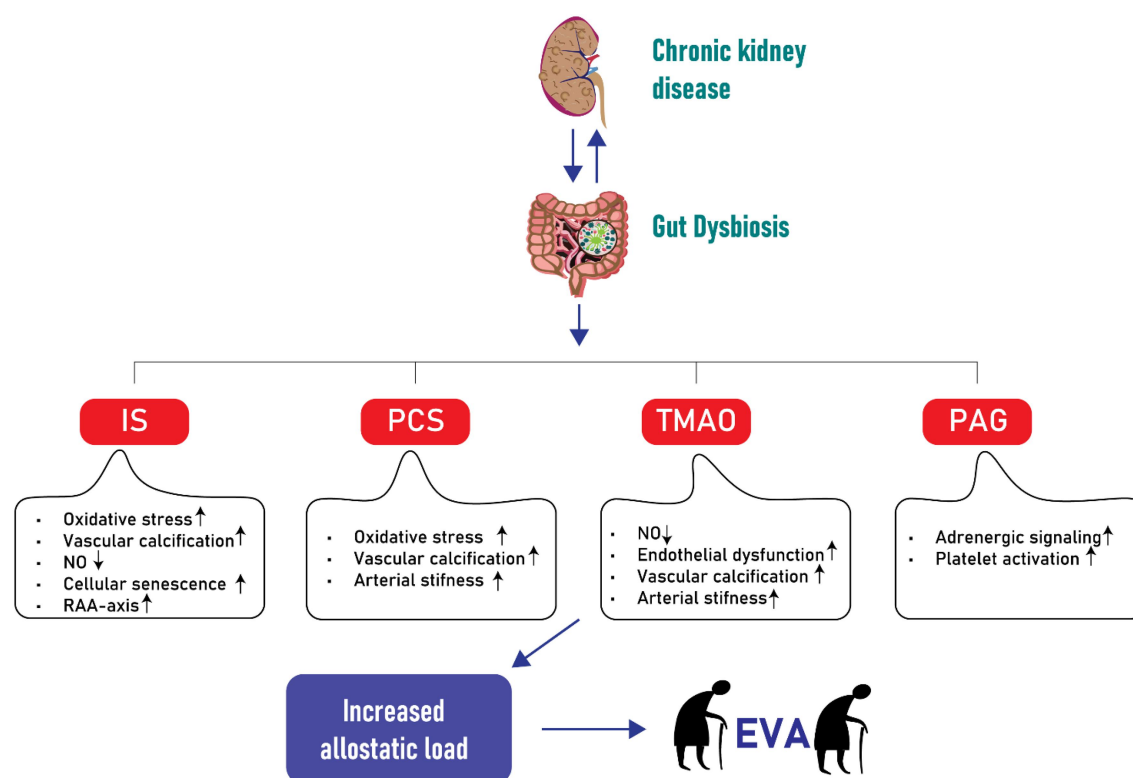 Chronic kidney
disease
Gut Dysbiosis
IS
PCS
TMAO
PAG
· Oxidative stress↑
· Vascular calcification↑
· NO ↓
· Cellular senescence ↑
· RAA-axis↑
· Oxidative stress ↑
· Vascular calcification↑
· Arterial stifness ↑
· NO↓
· Endothelial dysfunction↑
· Vascular calcification ↑
· Arterial stifness↑
· Adrenergic signaling↑
· Platelet activation ↑
Increased
allostatic load
EVA